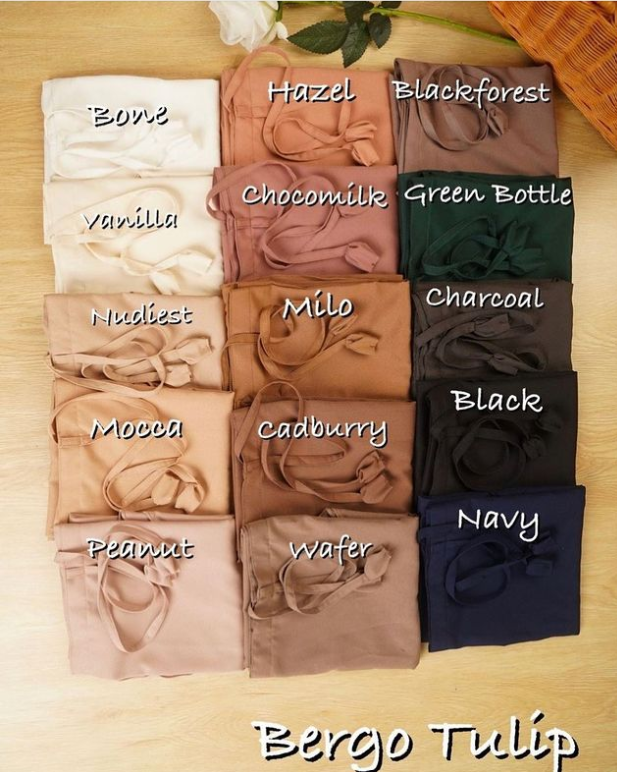 Bone
Hazel
Blackforest
Vanilla
Chocomilk
Green Bottle
Nudiest
Milo
Charcoal
Mocca
Cadburry
Black
Peanut
Wafer
Navy
Bergo Tulip